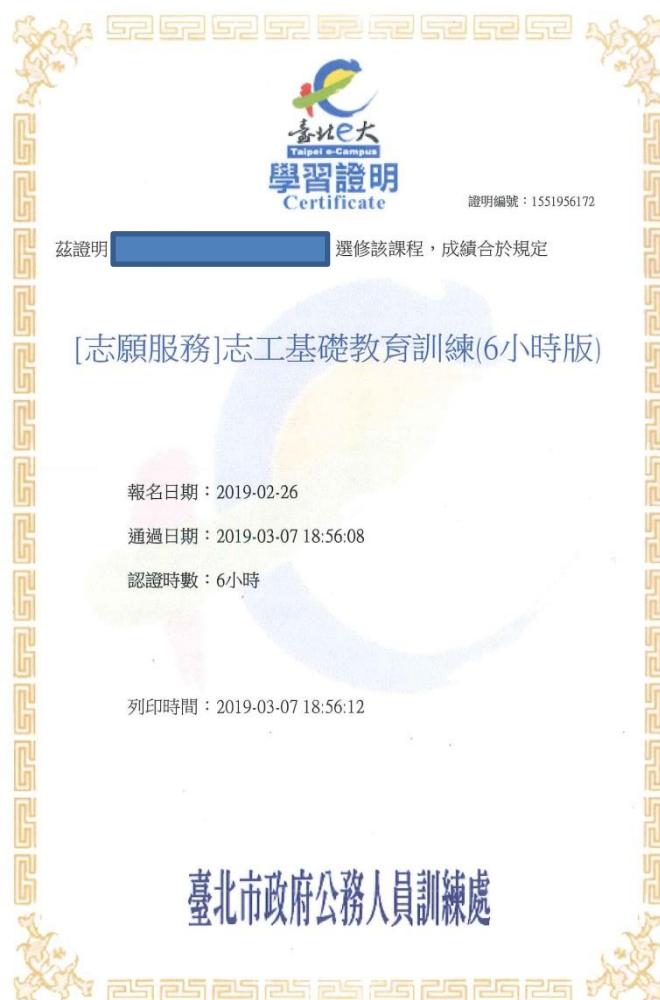 臺北e大
Taipei e-Campus
學習證明
Certificate
證明編號：1551956172
茲證明 選修該課程，成績合於規定
[志願服務]志工基礎教育訓練(6小時版)
報名日期：2019-02-26
通過日期：2019-03-07 18:56:08
認證時數：6小時
列印時間：2019-03-07 18:56:12
臺北市政府公務人員訓練處